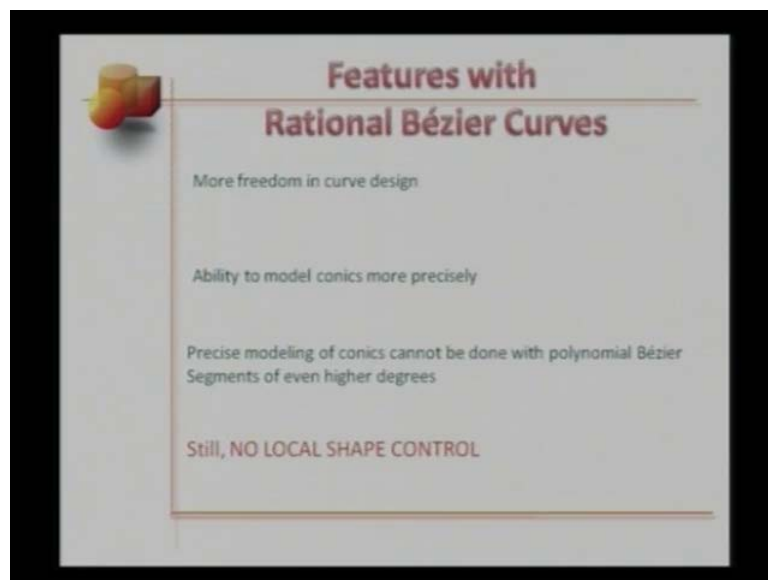 Features with
Rational Bézier Curves
More freedom in curve design
Ability to model conics more precisely
Precise modeling of conics cannot be done with polynomial Bézier
Segments of even higher degrees
Still, NO LOCAL SHAPE CONTROL